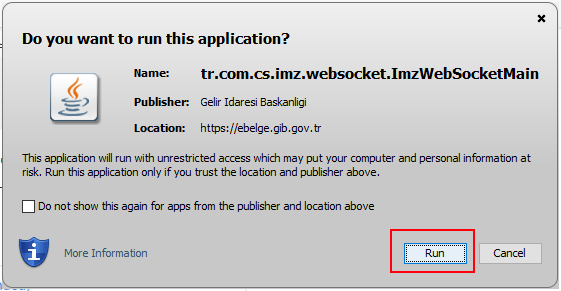 Do you want to run this application?
Name: tr.com.cs.imz.websocket.ImzWebSocketMain
Publisher: Gelir Idaresi Baskanligi
Location: https://ebelge.gib.gov.tr
This application will run with unrestricted access which may put your computer and personal information at
risk. Run this application only if you trust the location and publisher above.
Do not show this again for apps from the publisher and location above
More Information
Run
Cancel